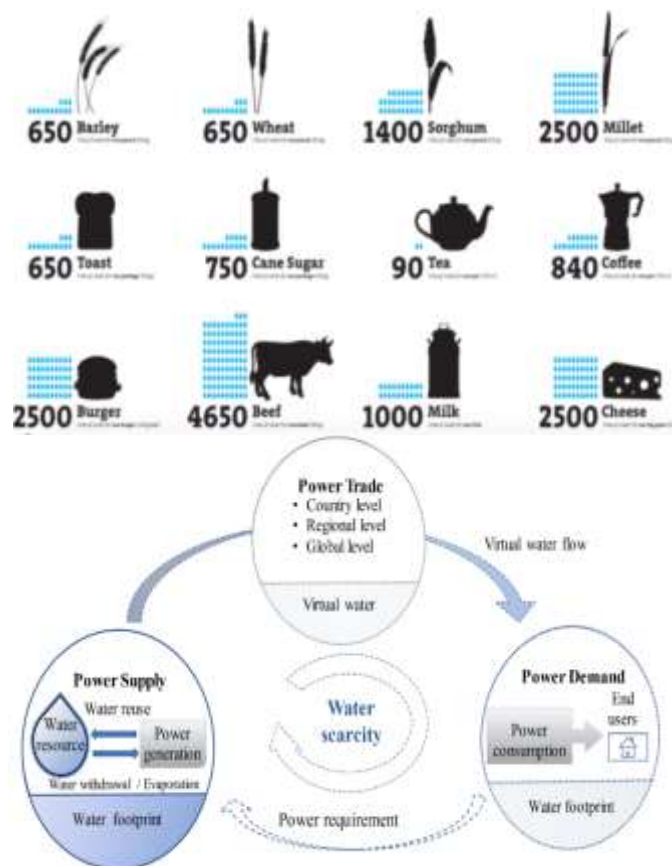 650 Barley
650 Wheat
1400 Sorghum
2500 Millet
650 Toast
750 Cane Sugar
90 Tea
840 Coffee
2500 Burger
4650 Beef
1000 Milk
2500 Cheese
Power Trade
• Country level
• Regional level
• Global level
Virtual water
Virtual water flow
Power Supply
Water reuse
Water
resource
Power
generation
Water withdrawal / Evaporation
Water footprint
Water
scarcity
Power Demand
End
users
Power
consumption
Water footprint
Power requirement